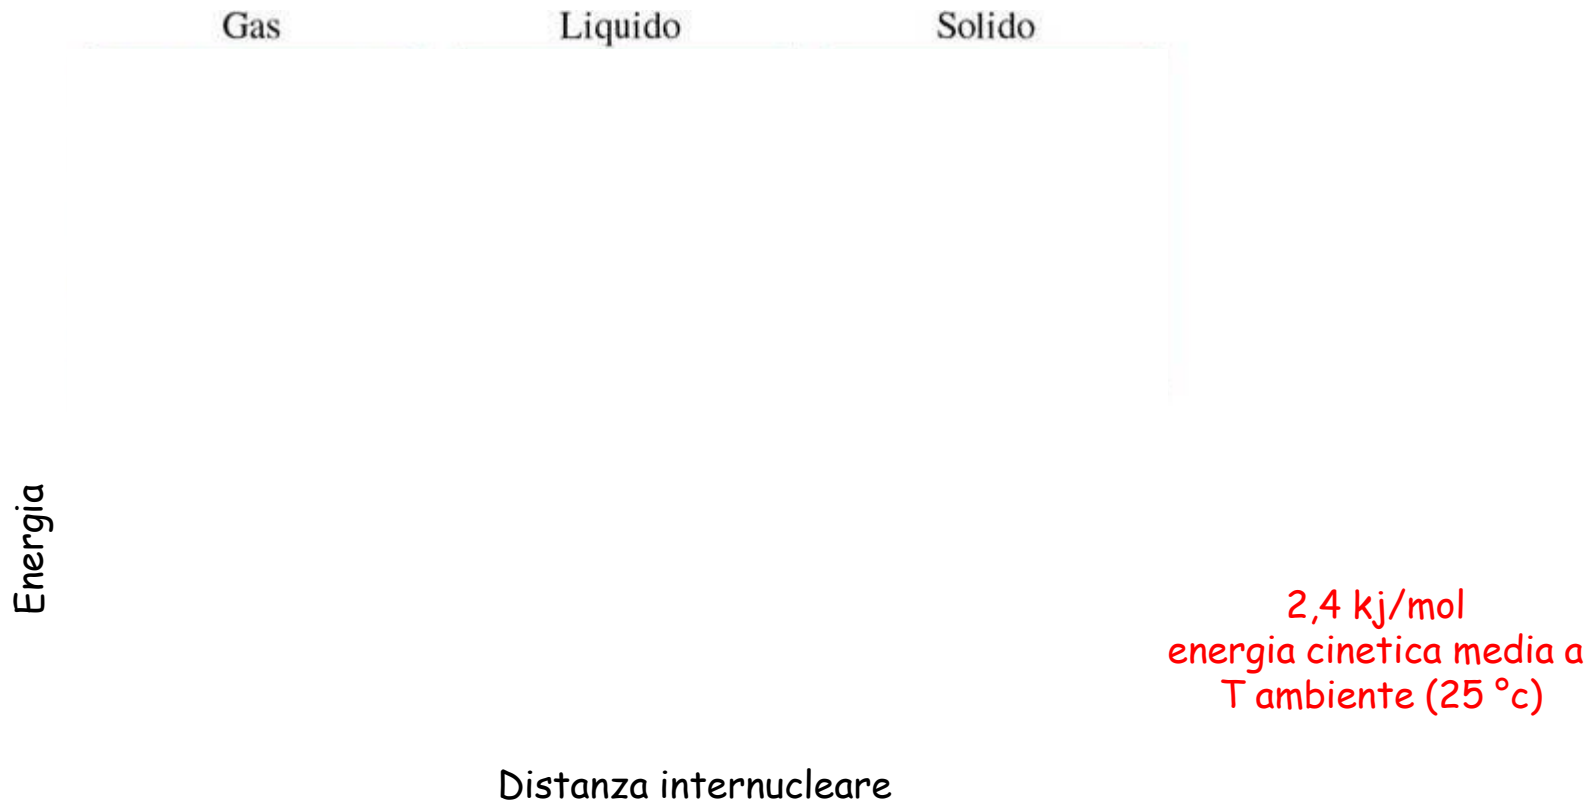 Gas
Liquido
Solido
Energia
2,4 kj/mol
energia cinetica media a
T ambiente (25 °c)
Distanza internucleare